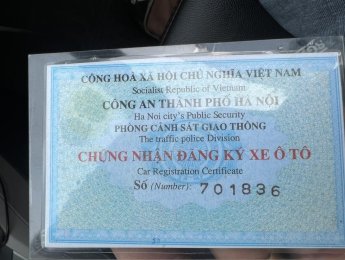 CỘNG HOÀ XÃ HỘI CHỦ NGHĨA VIỆT NAM
Socialist Republic of Vietnam
CÔNG AN THÀNH PHỐ HÀ NỘI
Ha Noi city's Public Security
PHÒNG CẢNH SÁT GIAO THÔNG
The traffic police Division
CHỨNG NHẬN ĐĂNG KÝ XE Ô TÔ
Car Registration Certificate
Số (Number): 701836